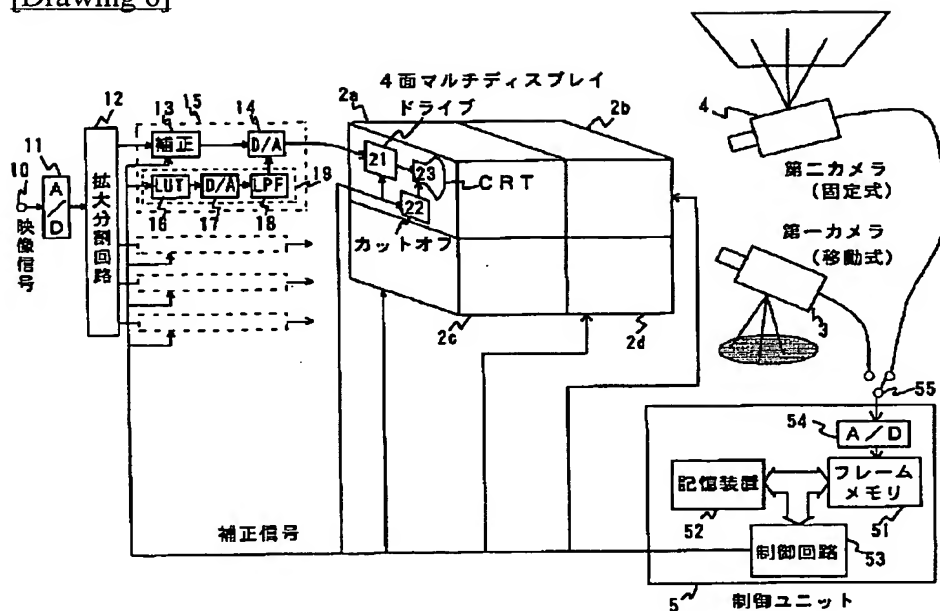 [Drawing 6]
4面マルチディスプレイ
12
13
15
14
2a
ドライブ
2b
4
11
10
A/D
補正
D/A
21
23
CRT
第二カメラ
(固定式)
拡大分割回路
LUT
D/A
LPF
19
16
17
18
22
カットオフ
映像信号
第一カメラ
(移動式)
3
2c
2d
55
54
A/D
記憶装置
フレーム
メモリ
52
51
補正信号
制御回路
53
5
制御ユニット